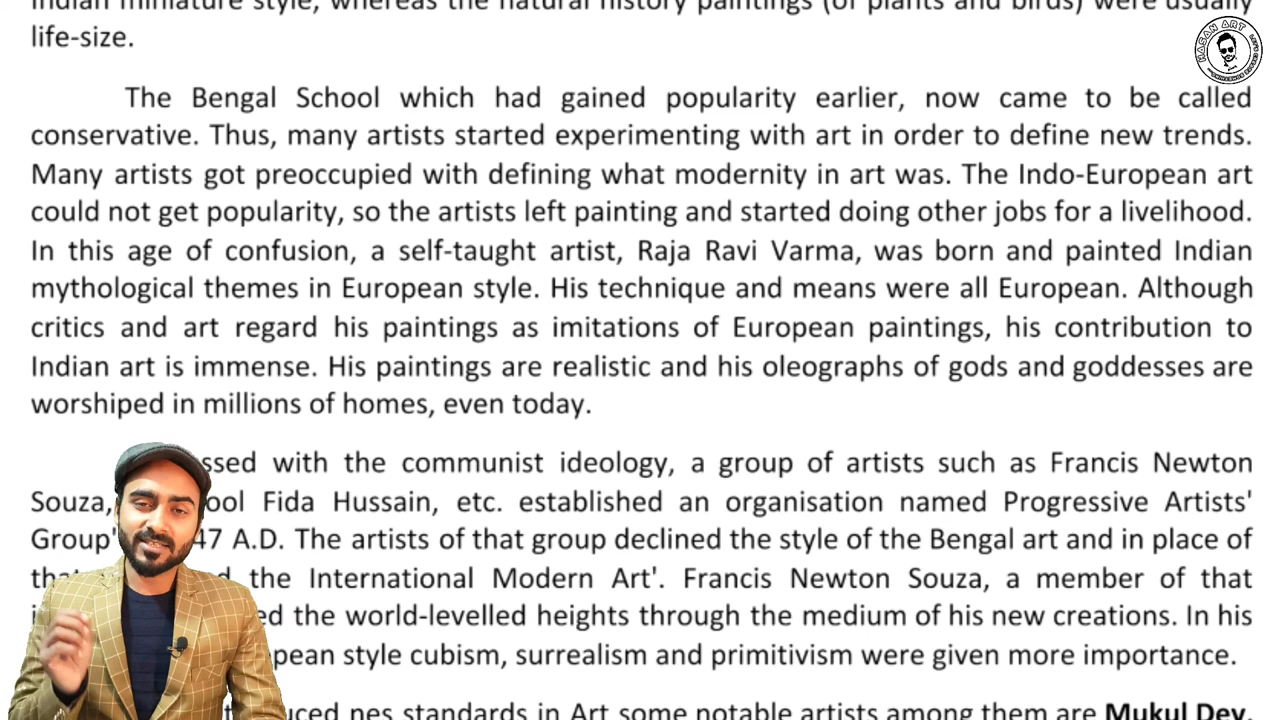 Indian miniature style, whereas the natural history paintings (of plants and birds) were usually
life-size.
HASAN ART
The Bengal School which had gained popularity earlier, now came to be called
conservative. Thus, many artists started experimenting with art in order to define new trends.
Many artists got preoccupied with defining what modernity in art was. The Indo-European art
could not get popularity, so the artists left painting and started doing other jobs for a livelihood.
In this age of confusion, a self-taught artist, Raja Ravi Varma, was born and painted Indian
mythological themes in European style. His technique and means were all European. Although
critics and art regard his paintings as imitations of European paintings, his contribution to
Indian art is immense. His paintings are realistic and his oleographs of gods and goddesses are
worshiped in millions of homes, even today.
ssed with the communist ideology, a group of artists such as Francis Newton
Souza, ool Fida Hussain, etc. established an organisation named Progressive Artists'
Group' 47 A.D. The artists of that group declined the style of the Bengal art and in place of
the International Modern Art'. Francis Newton Souza, a member of that
ed the world-levelled heights through the medium of his new creations. In his
pean style cubism, surrealism and primitivism were given more importance.
uced nes standards in Art some notable artists among them are Mukul Dey,